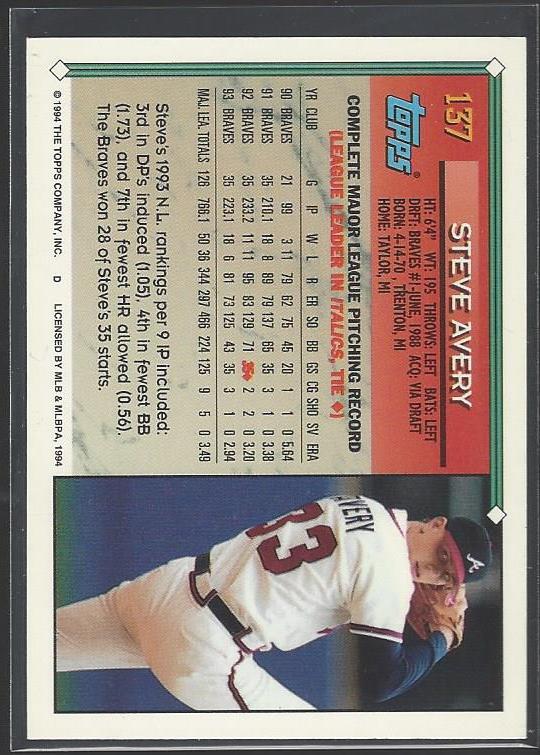 157
topps®
STEVE AVERY
HT: 6'4" WT: 195 THROWS: LEFT BATS: LEFT
DRFT: BRAVES #1-JUNE, 1988 ACQ: VIA DRAFT
BORN: 4-14-70 TRENTON, MI
HOME: TAYLOR, MI
COMPLETE MAJOR LEAGUE PITCHING RECORD
(LEAGUE LEADER IN ITALICS, TIE ♦)
YR CLUB G IP W L R ER SO BB GS CG SHO SV ERA
90 BRAVES 21 99 3 11 79 62 75 45 20 1 1 0 5.64
91 BRAVES 35 210.1 18 8 89 79 137 65 35 3 1 0 3.38
92 BRAVES 35 233.2 11 11 95 83 129 71 35♦ 2 2 0 3.20
93 BRAVES 35 223.1 18 6 81 73 125 43 35 3 1 0 2.94
MAJ. LEA. TOTALS 126 766.1 50 36 344 297 466 224 125 9 5 0 3.49
Steve's 1993 N.L. rankings per 9 IP included:
3rd in DP's induced (1.05), 4th in fewest BB
(1.73), and 7th in fewest HR allowed (0.56).
The Braves won 28 of Steve's 35 starts.
© 1994 THE TOPPS COMPANY, INC. D LICENSED BY MLB & MLBPA, 1994
AVERY
33
A